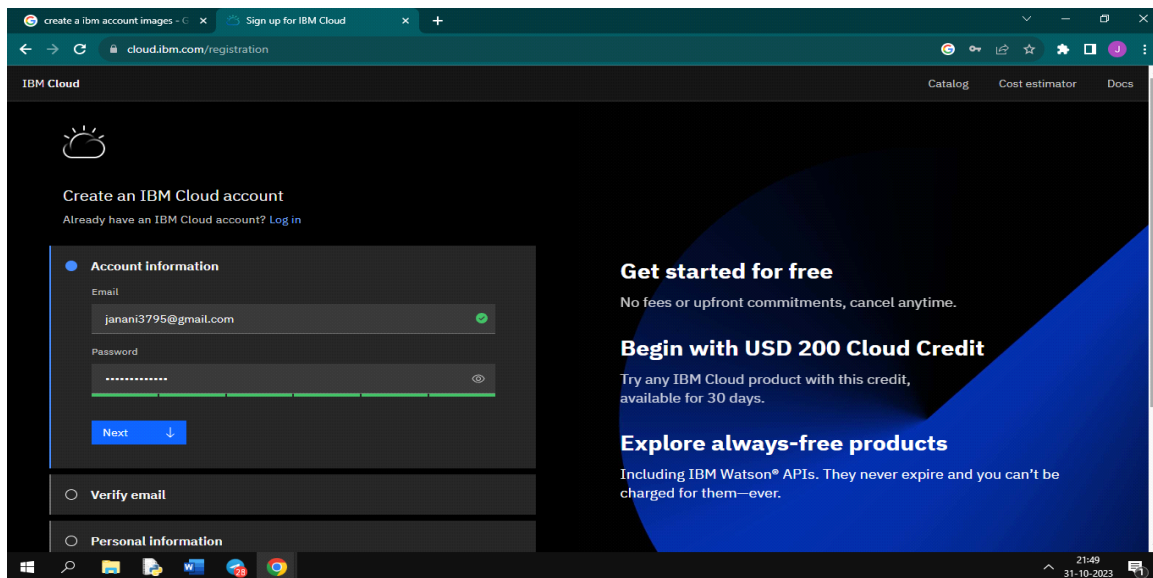 create a ibm account images - G
Sign up for IBM Cloud
cloud.ibm.com/registration
J
IBM Cloud
Catalog
Cost estimator
Docs
Create an IBM Cloud account
Already have an IBM Cloud account? Log in
Account information
Email
janani3795@gmail.com
Password
•••••••••••••
Next
Verify email
Personal information
Get started for free
No fees or upfront commitments, cancel anytime.
Begin with USD 200 Cloud Credit
Try any IBM Cloud product with this credit,
available for 30 days.
Explore always-free products
Including IBM Watson® APIs. They never expire and you can't be
charged for them—ever.
28
21:49
31-10-2023
1